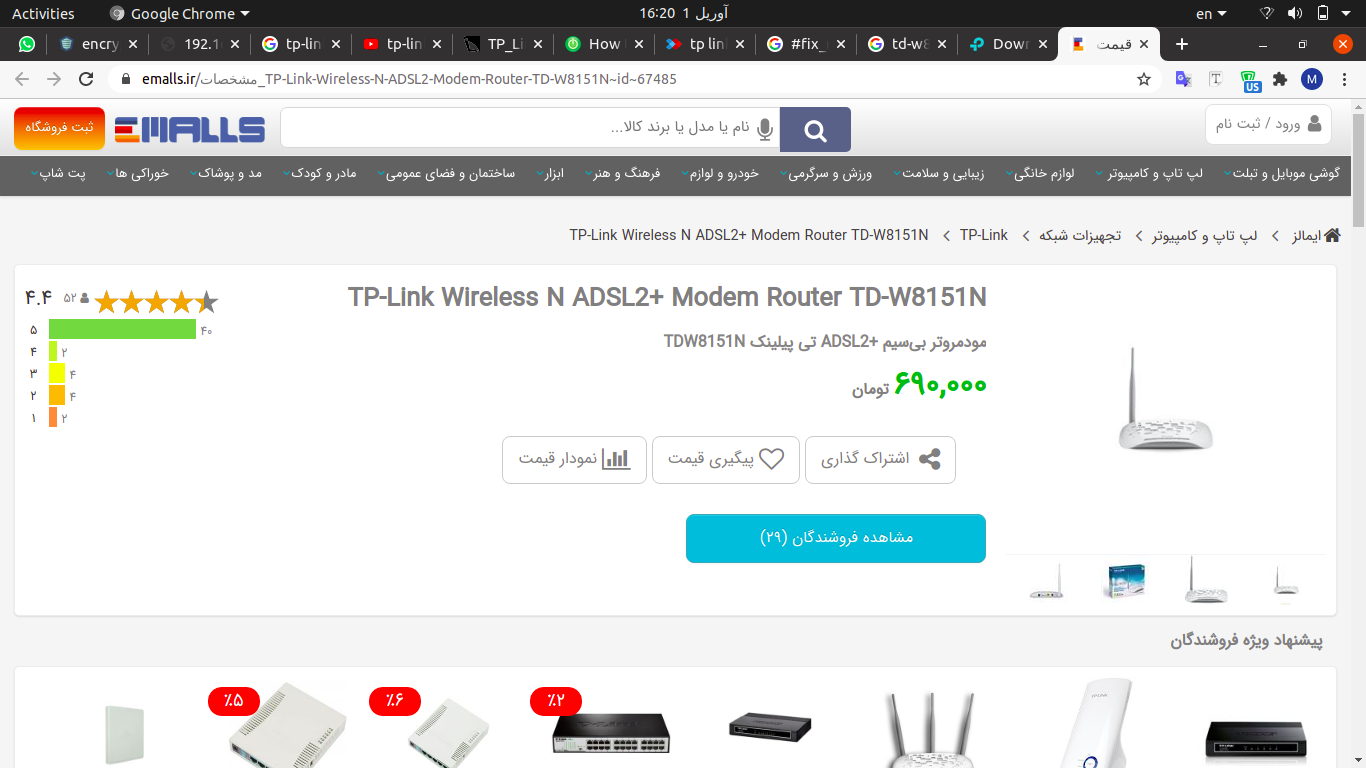 Activities
Google Chrome
16:20 1 آوریل
en
encry
192.1
tp-lin
tp-lin
TP_Li
How
tp lin
#fix_
td-w8
Down
قیمت
emalls.ir/مشخصات_TP-Link-Wireless-N-ADSL2-Modem-Router-TD-W8151N~id~67485
US
M
ثبت فروشگاه
EMALLS
نام یا مدل یا برند کالا...
ورود / ثبت نام
گوشی موبایل و تبلت
لپ تاپ و کامپیوتر
لوازم خانگی
زیبایی و سلامت
ورزش و سرگرمی
خودرو و لوازم
فرهنگ و هنر
ابزار
ساختمان و فضای عمومی
مادر و کودک
مد و پوشاک
خوراکی ها
پت شاپ
ایمالز
لپ تاپ و کامپیوتر
تجهیزات شبکه
TP-Link
TP-Link Wireless N ADSL2+ Modem Router TD-W8151N
TP-Link Wireless N ADSL2+ Modem Router TD-W8151N
مودمروتر بی‌سیم +ADSL2 تی پیلینک TDW8151N
۶۹۰,۰۰۰ تومان
اشتراک گذاری
پیگیری قیمت
نمودار قیمت
مشاهده فروشندگان (۲۹)
۴.۴
۵۲
۵ ۴۰
۴ ۲
۳ ۴
۲ ۴
۱ ۲
پیشنهاد ویژه فروشندگان
٪۲
٪۶
٪۵